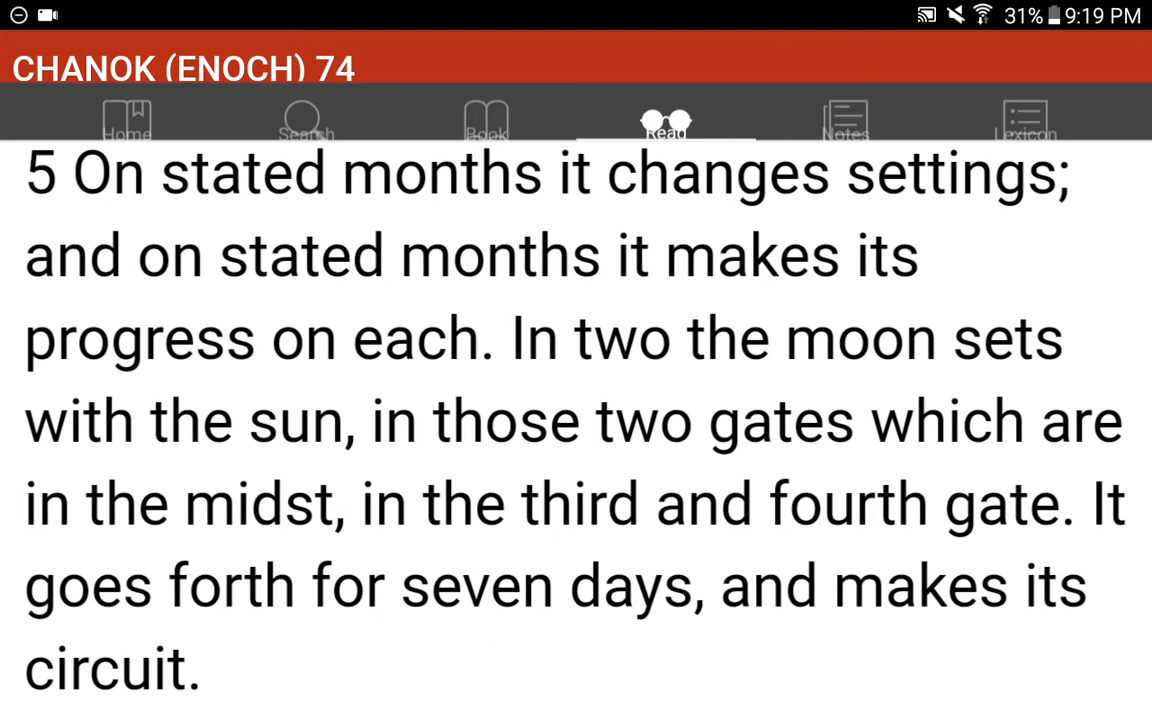 31% 9:19 PM
CHANOK (ENOCH) 74
Home Search Book Read Notes Lexicon
5 On stated months it changes settings;
and on stated months it makes its
progress on each. In two the moon sets
with the sun, in those two gates which are
in the midst, in the third and fourth gate. It
goes forth for seven days, and makes its
circuit.